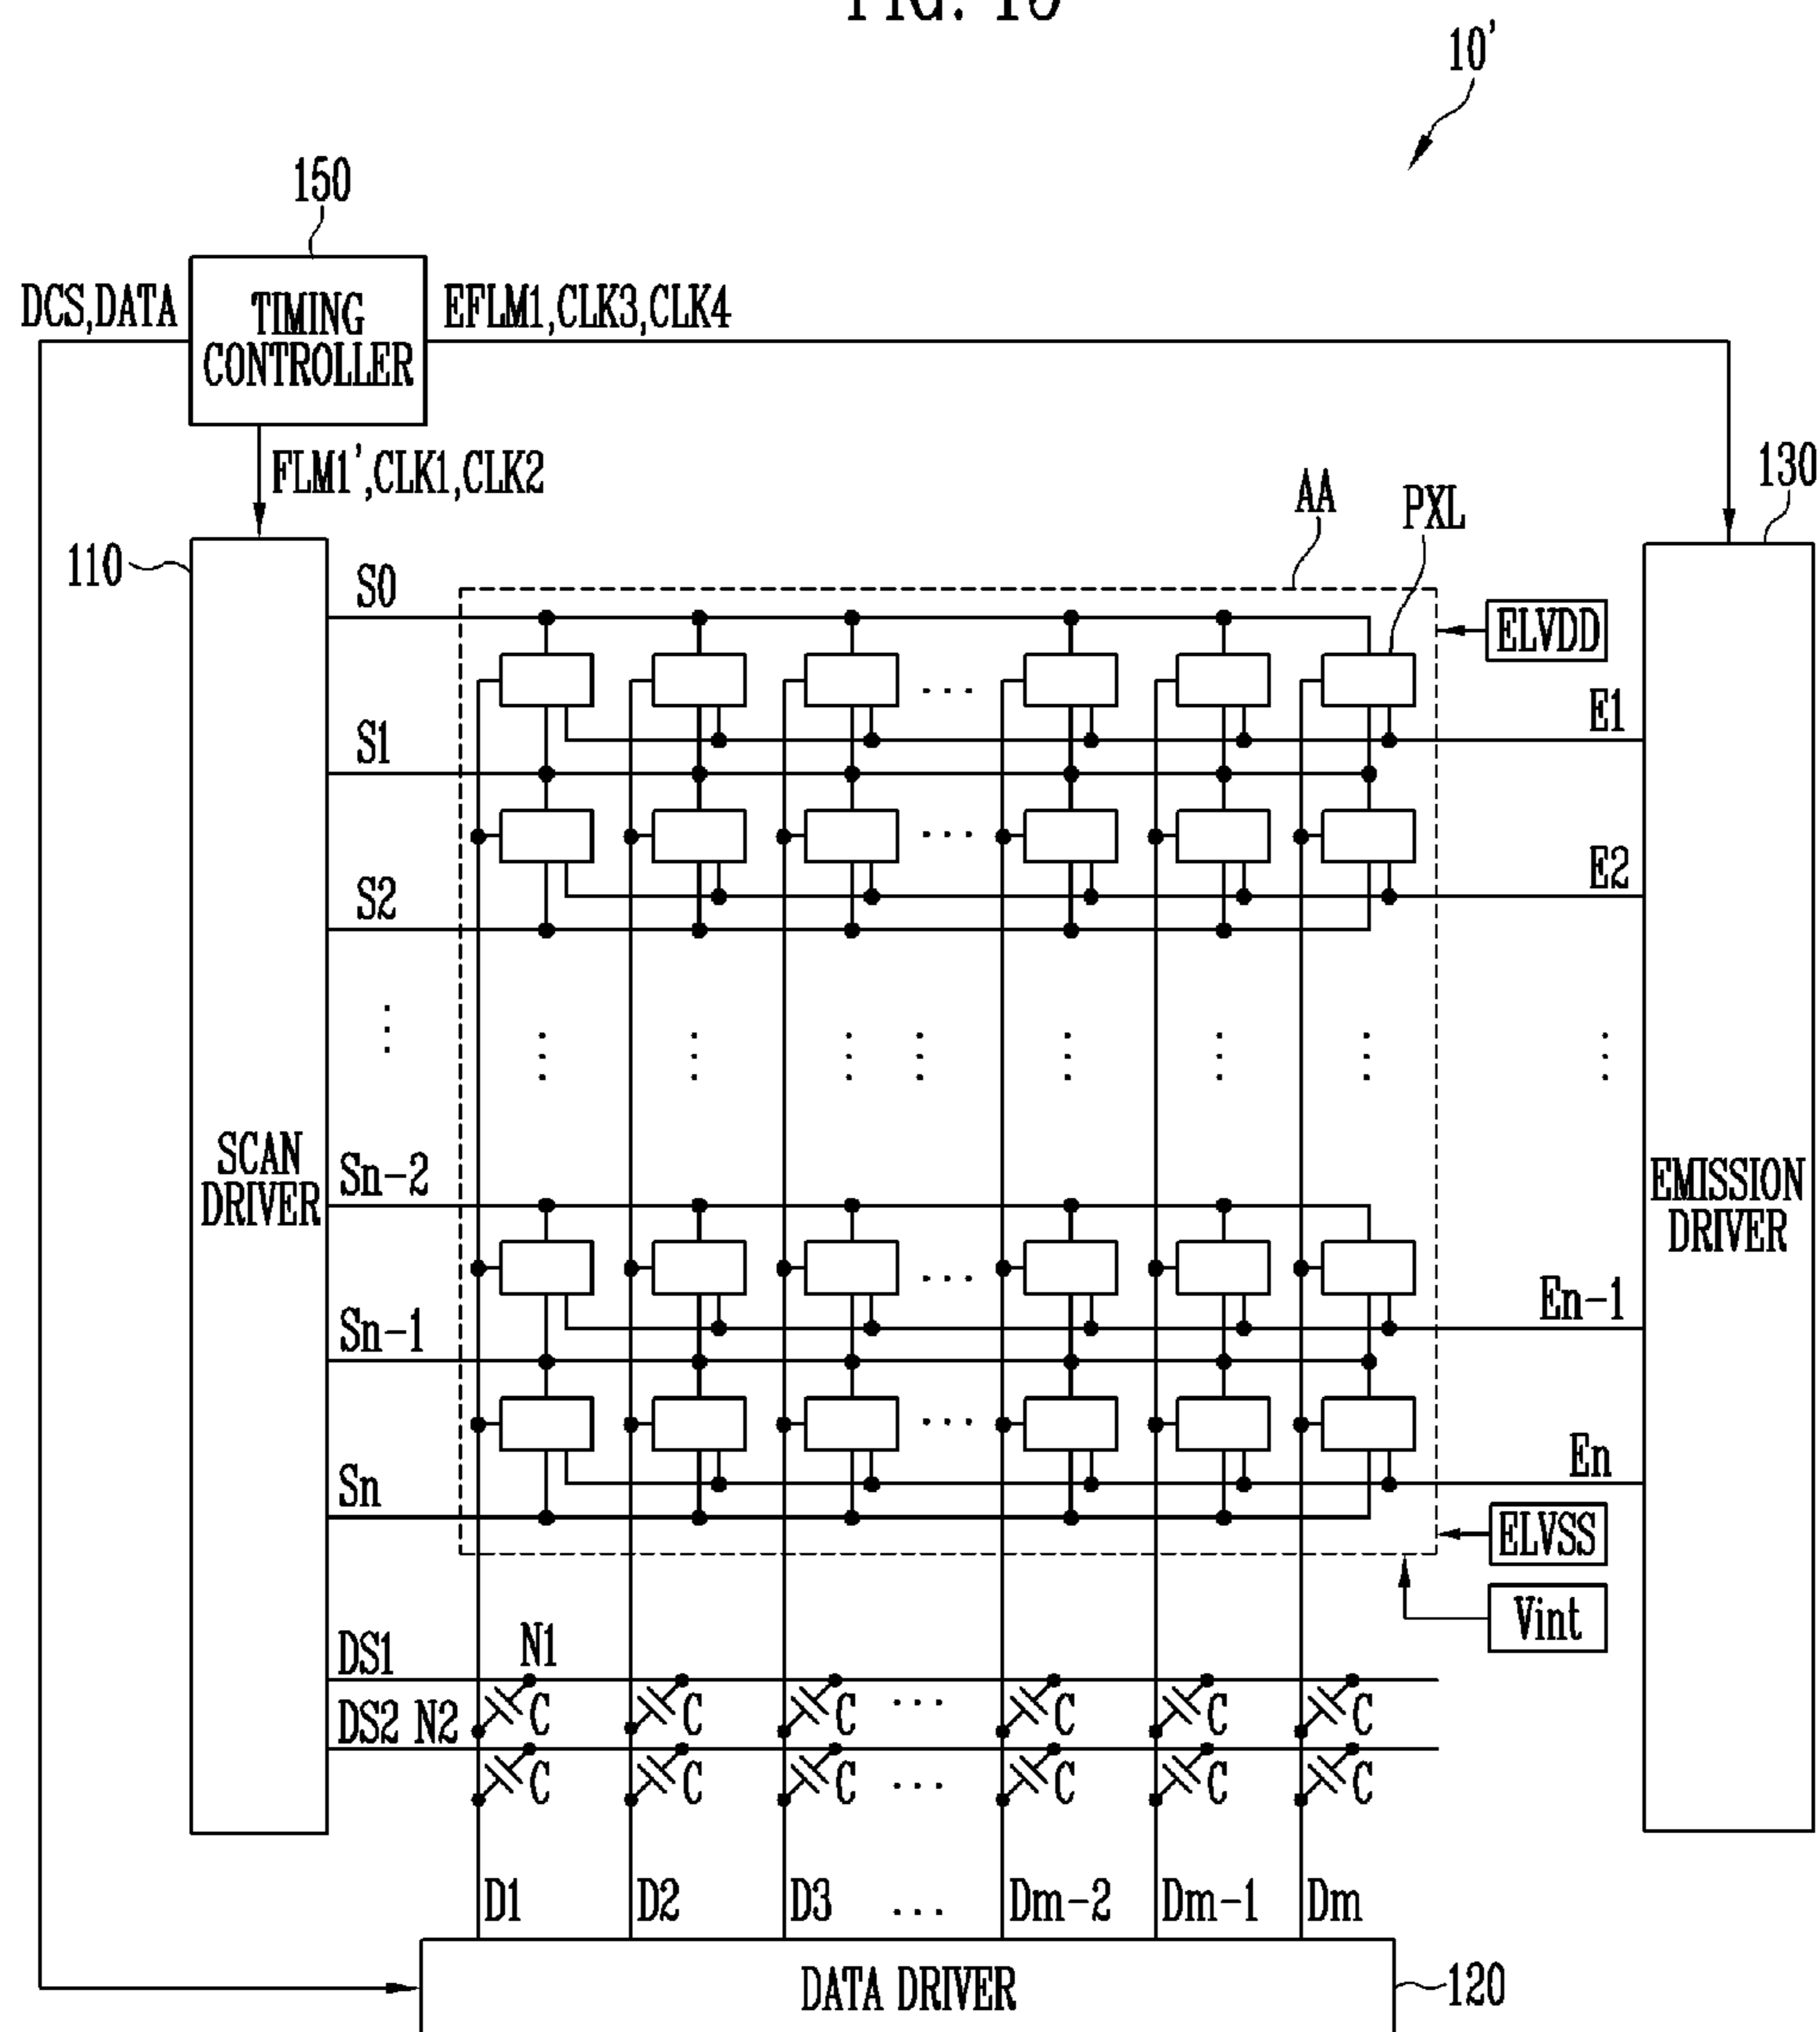 10'
150
DCS,DATA
TIMING
CONTROLLER
EFLM1,CLK3,CLK4
FLM1',CLK1,CLK2
AA
PXL
130
110
S0
ELVDD
...
E1
S1
...
E2
S2
SCAN
DRIVER
Sn-2
EMISSION
DRIVER
...
En-1
Sn-1
...
En
Sn
ELVSS
Vint
DS1
N1
C C C ... C C C
DS2 N2
C C C ... C C C
D1 D2 D3 ... Dm-2 Dm-1 Dm
DATA DRIVER
120